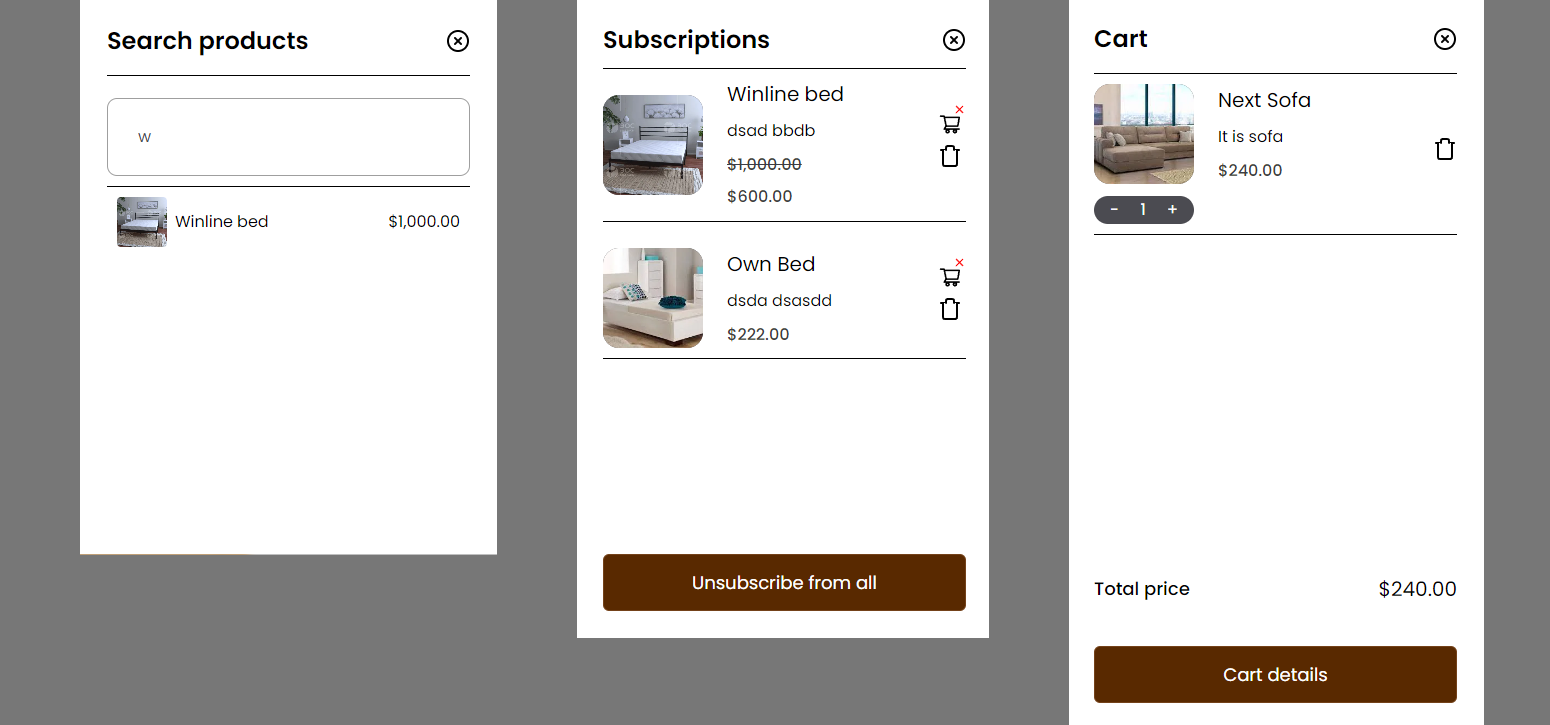 Search products
w
Winline bed $1,000.00
Subscriptions
Winline bed
dsad bbdb
$1,000.00
$600.00
Own Bed
dsda dsasdd
$222.00
Unsubscribe from all
Cart
Next Sofa
It is sofa
$240.00
- 1 +
Total price $240.00
Cart details